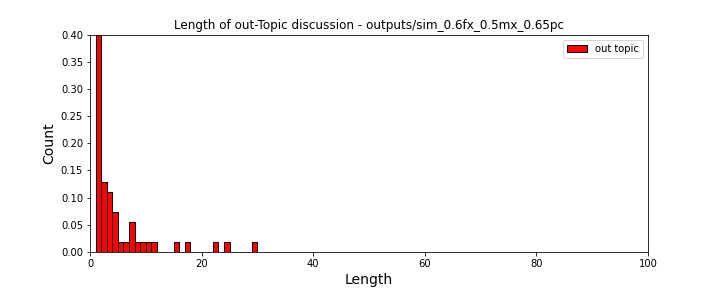 Length of out-Topic discussion - outputs/sim_0.6fx_0.5mx_0.65pc
out topic
0.40
0.35
0.30
0.25
0.20
0.15
0.10
0.05
0.00
Count
0 20 40 60 80 100
Length